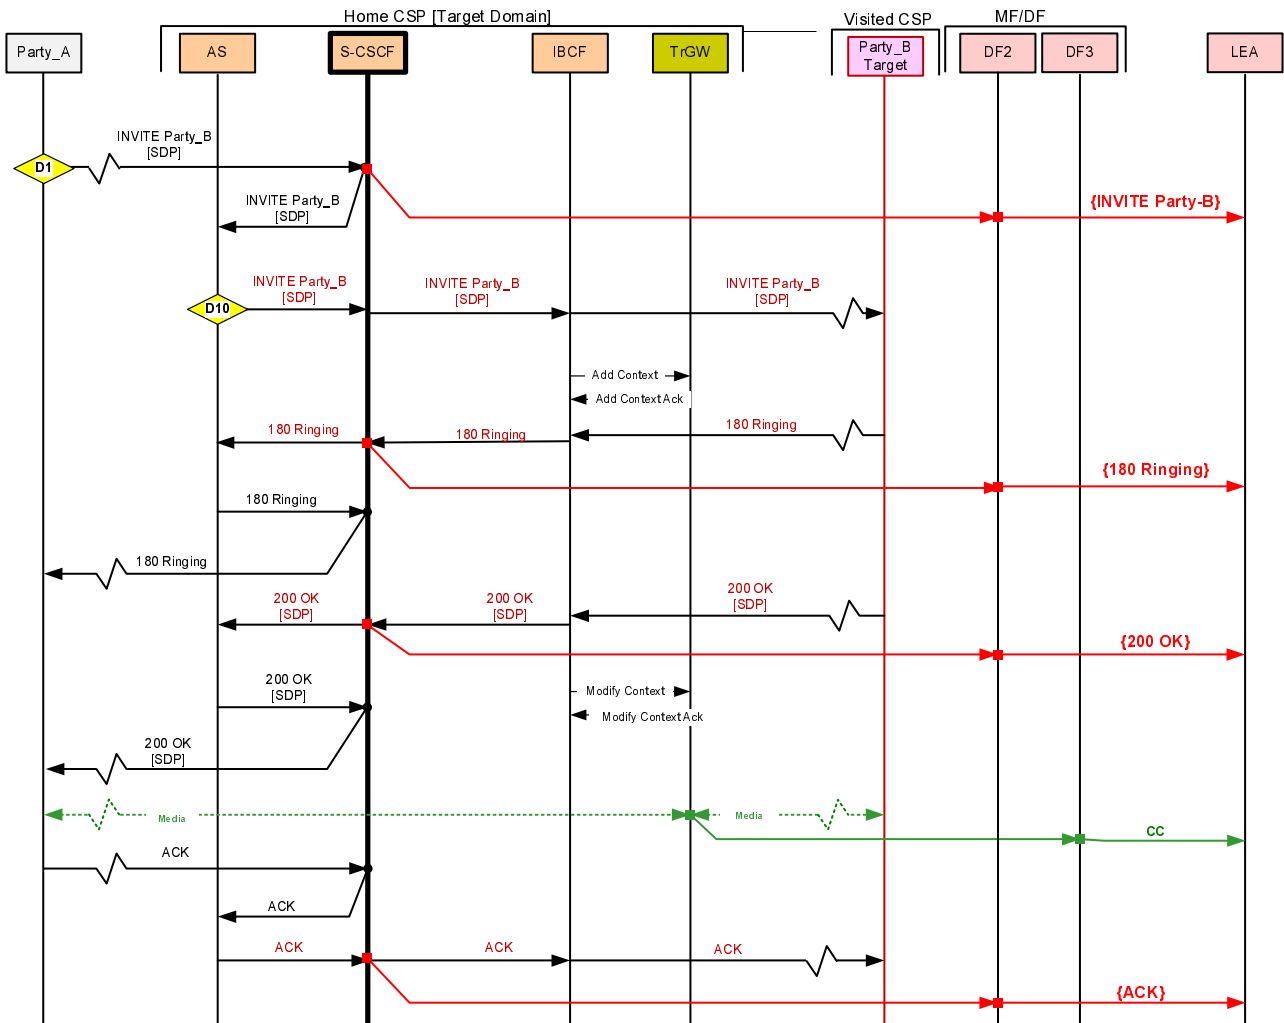 Home CSP [Target Domain]
Visited CSP
MF/DF
Party_A
AS
S-CSCF
IBCF
TrGW
Party_B
Target
DF2
DF3
LEA
INVITE Party_B
[SDP]
D1
INVITE Party_B
[SDP]
{INVITE Party-B}
INVITE Party_B
[SDP]
INVITE Party_B
[SDP]
INVITE Party_B
[SDP]
D10
Add Context
Add Context Ack
180 Ringing
180 Ringing
180 Ringing
{180 Ringing}
180 Ringing
180 Ringing
200 OK
[SDP]
200 OK
[SDP]
200 OK
[SDP]
{200 OK}
200 OK
[SDP]
Modify Context
Modify Context Ack
200 OK
[SDP]
Media
Media
CC
ACK
ACK
ACK
ACK
ACK
{ACK}